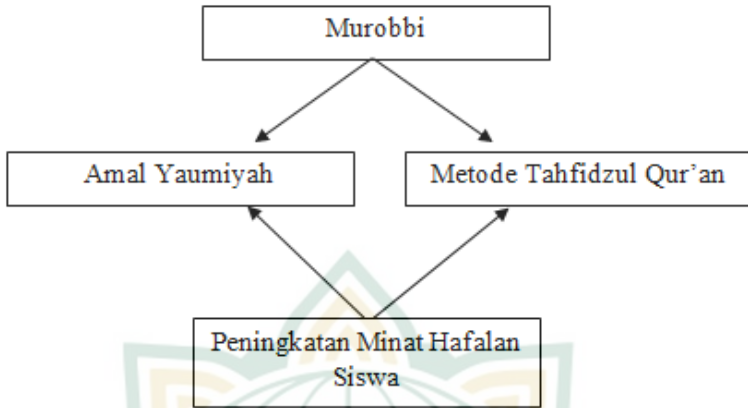 Murobbi
Amal Yaumiyah
Metode Tahfidzul Qur’an
Peningkatan Minat Hafalan
Siswa